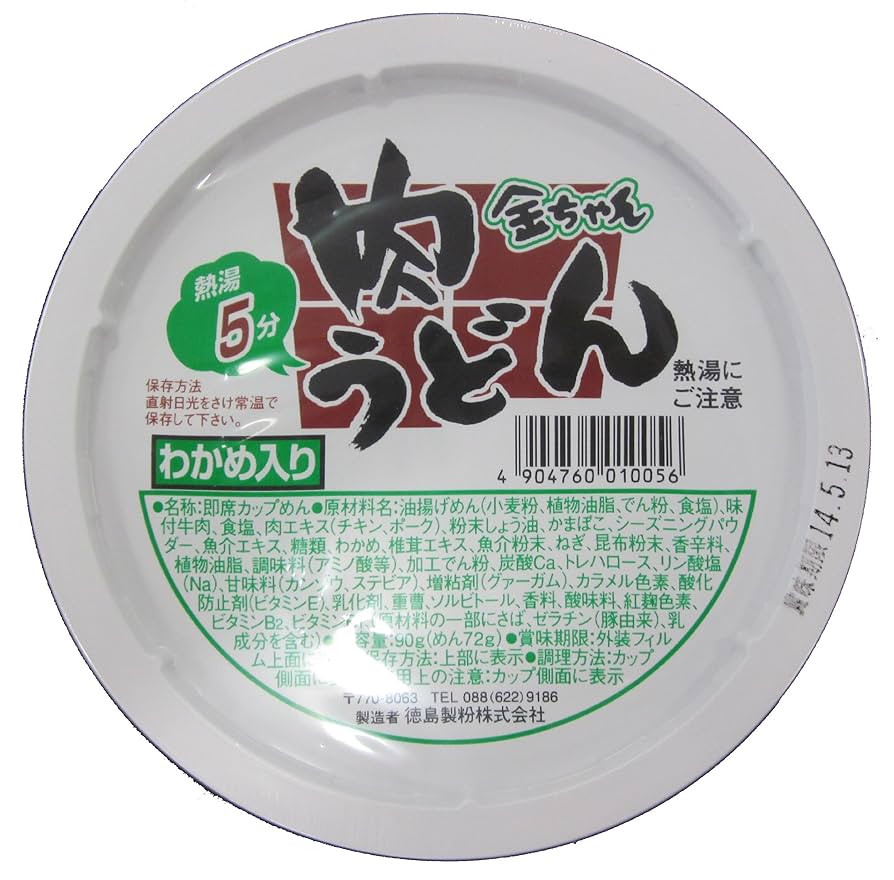 金ちゃん
肉
うどん
熱湯
5分
熱湯に
ご注意
保存方法
直射日光をさけ常温で
保存して下さい。
わかめ入り
4 904760 010056
賞味期限 14.5.13
●名称:即席カップめん●原材料名:油揚げめん(小麦粉、植物油脂、でん粉、食塩)、味
付牛肉、食塩、肉エキス(チキン、ポーク)、粉末しょう油、かまぼこ、シーズニングパウ
ダー、魚介エキス、糖類、わかめ、椎茸エキス、魚介粉末、ねぎ、昆布粉末、香辛料、
植物油脂、調味料(アミノ酸等)、加工でん粉、炭酸Ca、トレハロース、リン酸塩
(Na)、甘味料(カンゾウ、ステビア)、増粘剤(グァーガム)、カラメル色素、酸化
防止剤(ビタミンE)、乳化剤、重曹、ソルビトール、香料、酸味料、紅麹色素、
ビタミンB2、ビタミン 原材料の一部にさば、ゼラチン(豚由来)、乳
成分を含む) 容量:90g(めん72g)●賞味期限:外装フィル
ム上面に 保存方法:上部に表示●調理方法:カップ
側面に 用上の注意:カップ側面に表示
〒770-8063 TEL 088(622)9186
製造者 徳島製粉株式会社